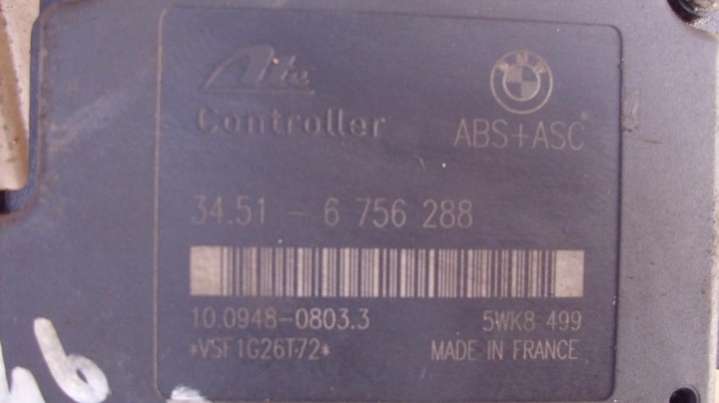 Ate
BMW
Controller
ABS+ASC
34.51 - 6 756 288
10.0948-0803.3
5WK8 499
*VSF1G26T72*
MADE IN FRANCE